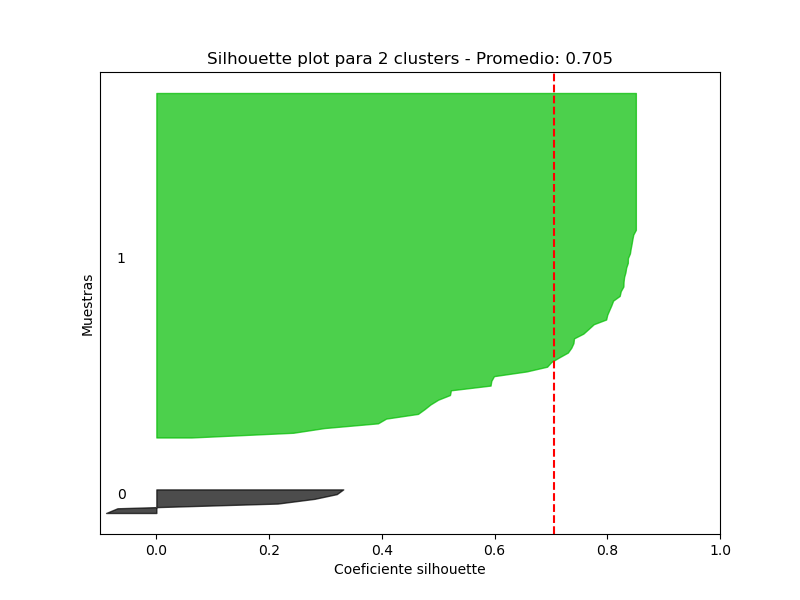 Silhouette plot para 2 clusters - Promedio: 0.705
1
0
Muestras
0.0 0.2 0.4 0.6 0.8 1.0
Coeficiente silhouette